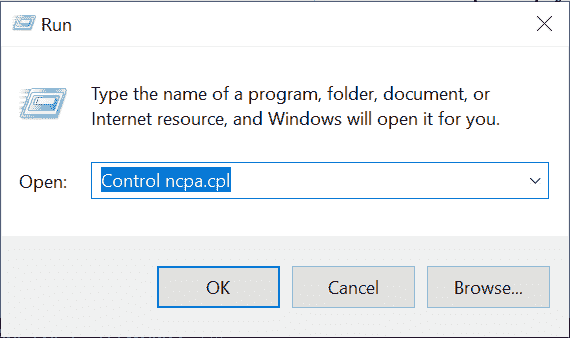 Run
Type the name of a program, folder, document, or
Internet resource, and Windows will open it for you.
Open: Control ncpa.cpl
OK Cancel Browse...